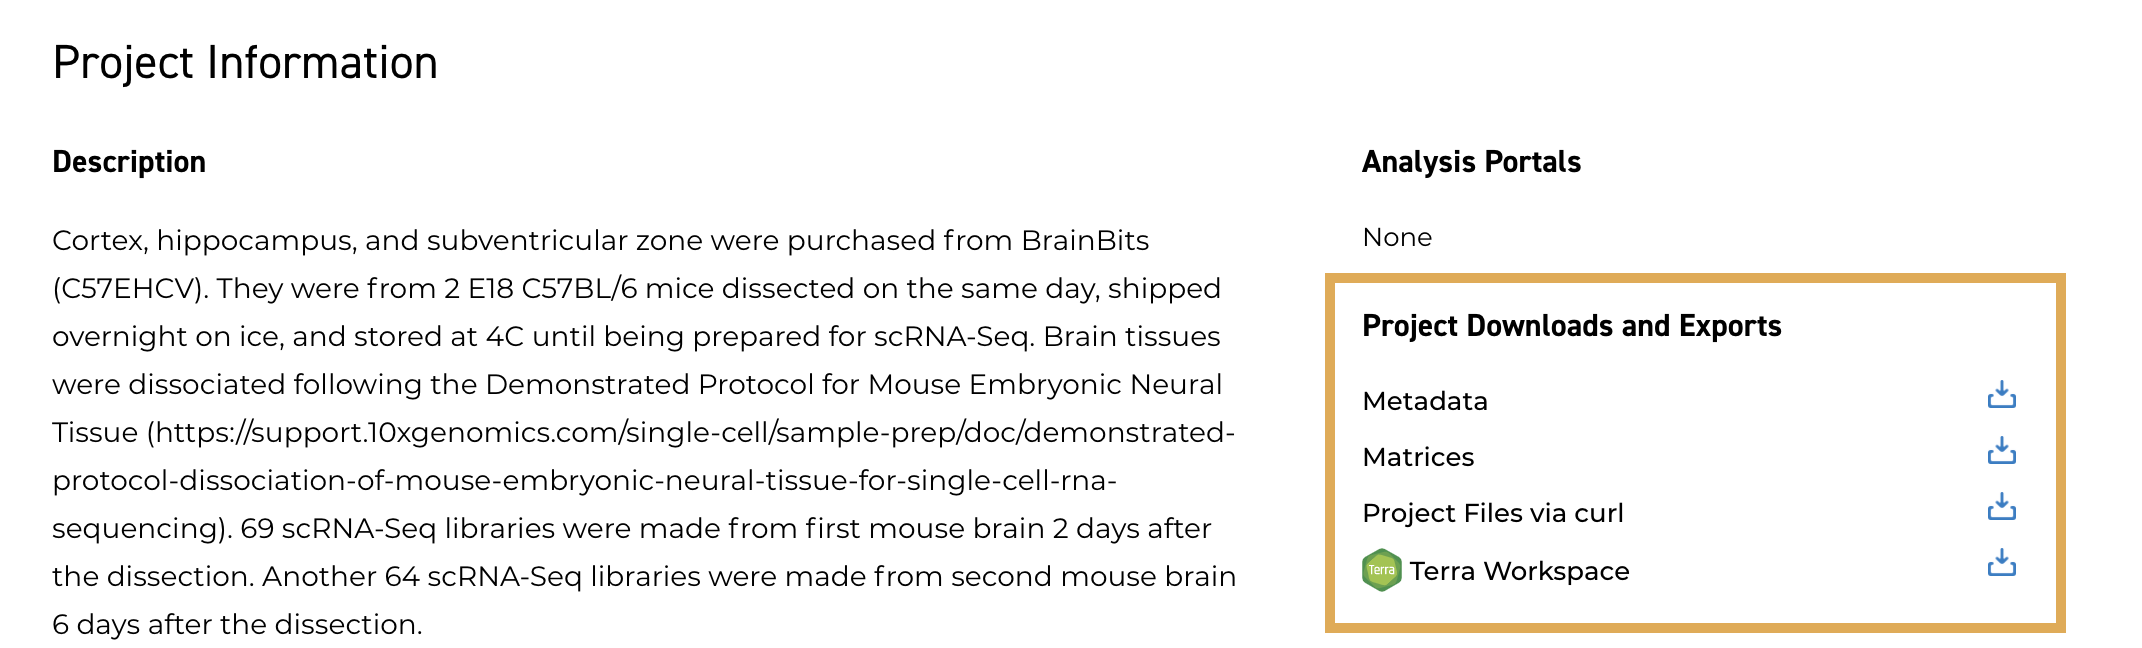 Project Information
Description
Cortex, hippocampus, and subventricular zone were purchased from BrainBits
(C57EHCV). They were from 2 E18 C57BL/6 mice dissected on the same day, shipped
overnight on ice, and stored at 4C until being prepared for scRNA-Seq. Brain tissues
were dissociated following the Demonstrated Protocol for Mouse Embryonic Neural
Tissue (https://support.10xgenomics.com/single-cell/sample-prep/doc/demonstrated-
protocol-dissociation-of-mouse-embryonic-neural-tissue-for-single-cell-rna-
sequencing). 69 scRNA-Seq libraries were made from first mouse brain 2 days after
the dissection. Another 64 scRNA-Seq libraries were made from second mouse brain
6 days after the dissection.
Analysis Portals
None
Project Downloads and Exports
Metadata
Matrices
Project Files via curl
Terra Terra Workspace